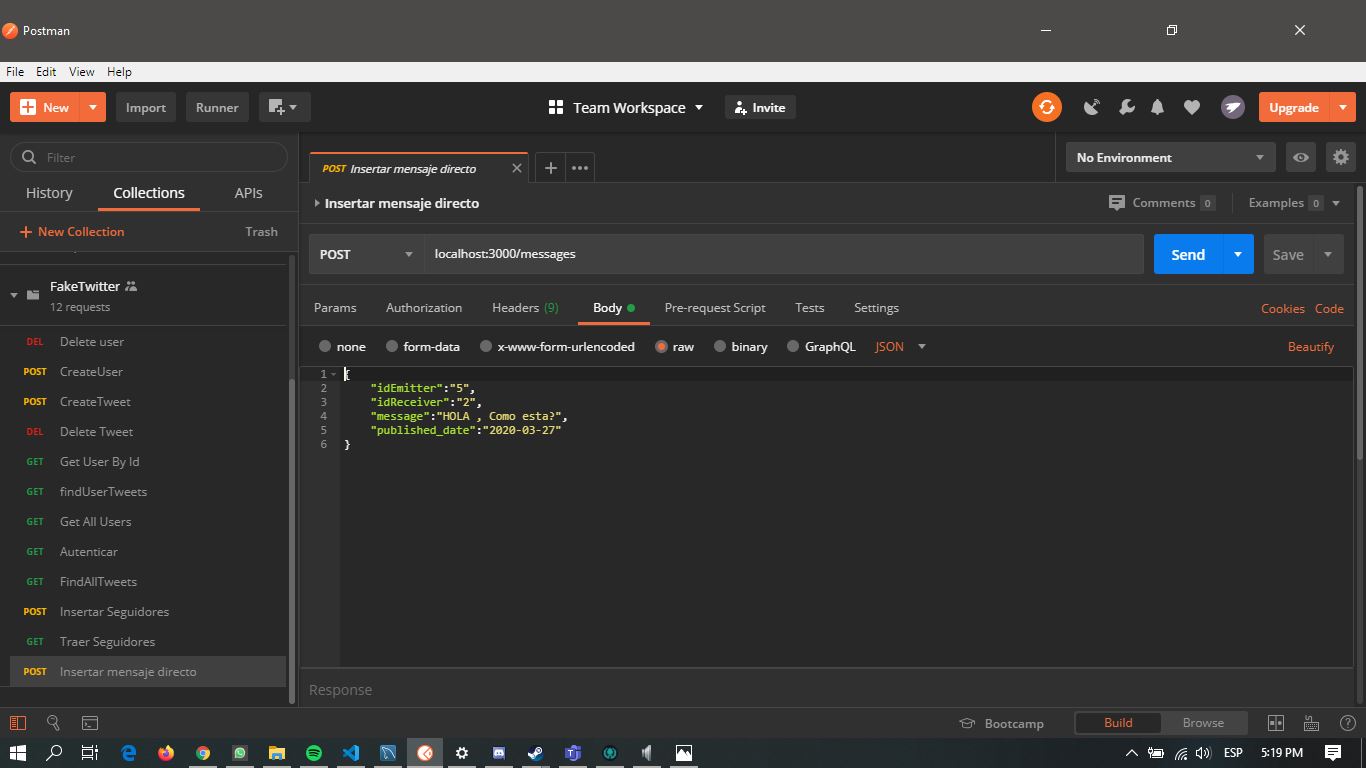 Postman
File Edit View Help
New Import Runner Team Workspace Invite Upgrade
Filter
History Collections APIs
New Collection Trash
FakeTwitter
12 requests
DEL Delete user
POST CreateUser
POST CreateTweet
DEL Delete Tweet
GET Get User By Id
GET findUserTweets
GET Get All Users
GET Autenticar
GET FindAllTweets
POST Insertar Seguidores
GET Traer Seguidores
POST Insertar mensaje directo
POST Insertar mensaje directo
No Environment
Insertar mensaje directo Comments 0 Examples 0
POST localhost:3000/messages Send Save
Params Authorization Headers (9) Body Pre-request Script Tests Settings Cookies Code
none form-data x-www-form-urlencoded raw binary GraphQL JSON Beautify
1 {
2 "idEmitter":"5",
3 "idReceiver":"2",
4 "message":"HOLA , Como esta?",
5 "published_date":"2020-03-27"
6 }
Response
Bootcamp Build Browse
ESP 5:19 PM